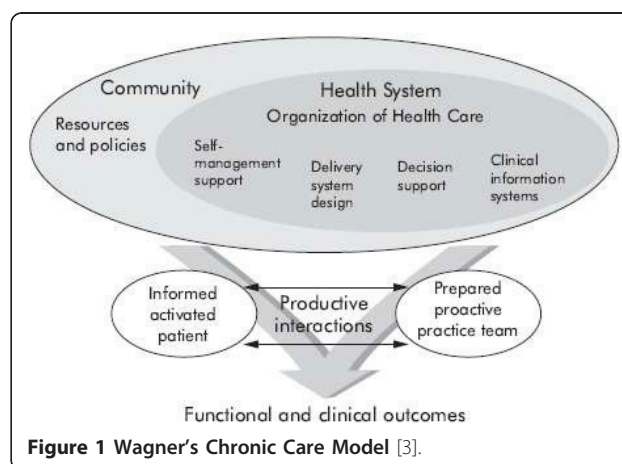 Community
Health System
Organization of Health Care
Resources
and policies
Self-
management
support
Delivery
system
design
Decision
support
Clinical
information
systems
Informed
activated
patient
Productive
interactions
Prepared
proactive
practice team
Functional and clinical outcomes
Figure 1 Wagner's Chronic Care Model [3].